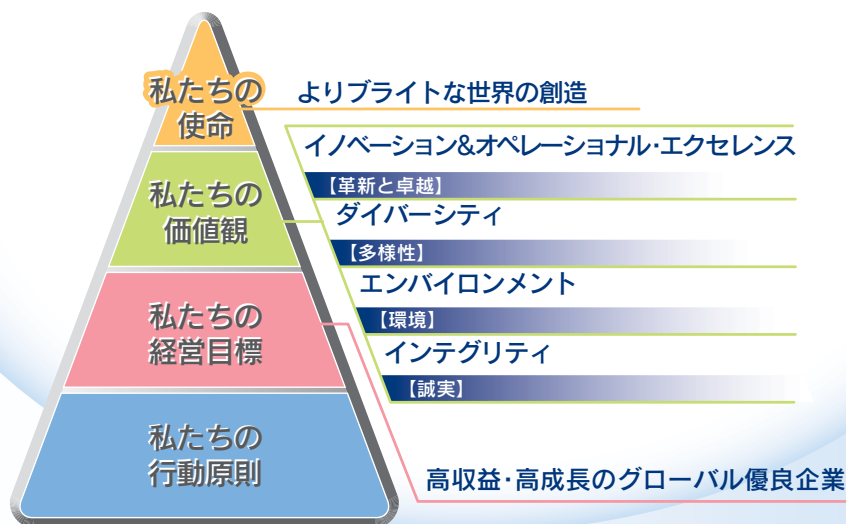 私たちの
使命
よりブライトな世界の創造
私たちの
価値観
イノベーション&オペレーショナル・エクセレンス
【革新と卓越】
ダイバーシティ
【多様性】
エンバイロンメント
【環境】
インテグリティ
【誠実】
私たちの
経営目標
高収益・高成長のグローバル優良企業
私たちの
行動原則